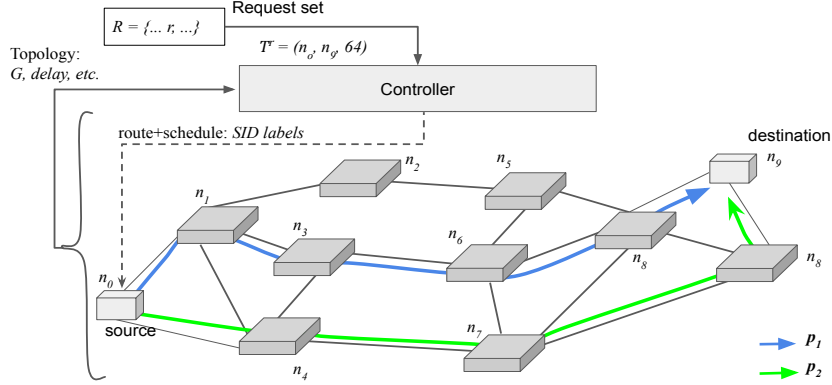 Request set
R = {... r, ...}
Topology:
G, delay, etc.
Tʳ = (n₀, n₉, 64)
Controller
route+schedule: SID labels
destination
n₉
n₂
n₅
n₁
n₃
n₆
n₈
n₈
n₀
source
n₇
n₄
p₁
p₂